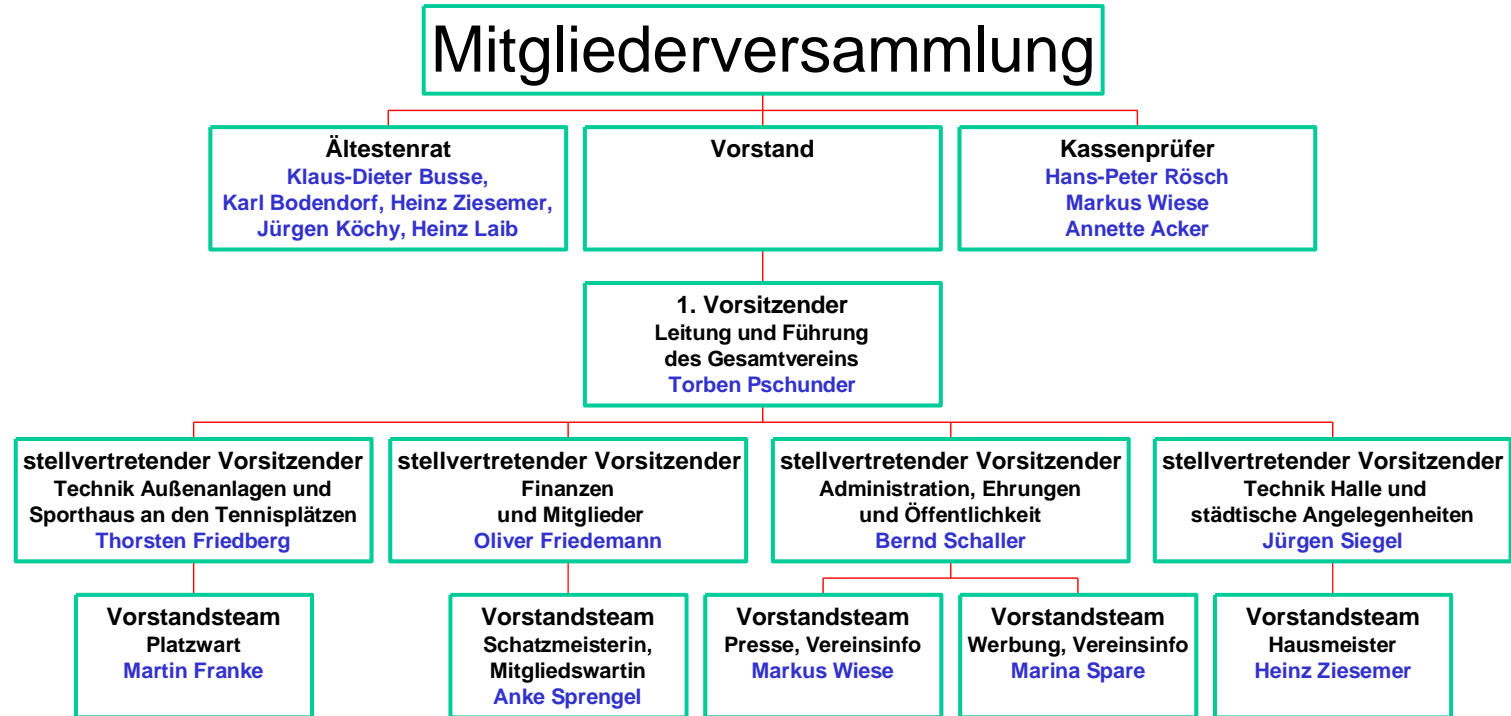 Mitgliederversammlung
Ältestenrat
Klaus-Dieter Busse,
Karl Bodendorf, Heinz Ziesemer,
Jürgen Köchy, Heinz Laib
Vorstand
Kassenprüfer
Hans-Peter Rösch
Markus Wiese
Annette Acker
1. Vorsitzender
Leitung und Führung
des Gesamtvereins
Torben Pschunder
stellvertretender Vorsitzender
Technik Außenanlagen und
Sporthaus an den Tennisplätzen
Thorsten Friedberg
stellvertretender Vorsitzender
Finanzen
und Mitglieder
Oliver Friedemann
stellvertretender Vorsitzender
Administration, Ehrungen
und Öffentlichkeit
Bernd Schaller
stellvertretender Vorsitzender
Technik Halle und
städtische Angelegenheiten
Jürgen Siegel
Vorstandsteam
Platzwart
Martin Franke
Vorstandsteam
Schatzmeisterin,
Mitgliedswartin
Anke Sprengel
Vorstandsteam
Presse, Vereinsinfo
Markus Wiese
Vorstandsteam
Werbung, Vereinsinfo
Marina Spare
Vorstandsteam
Hausmeister
Heinz Ziesemer